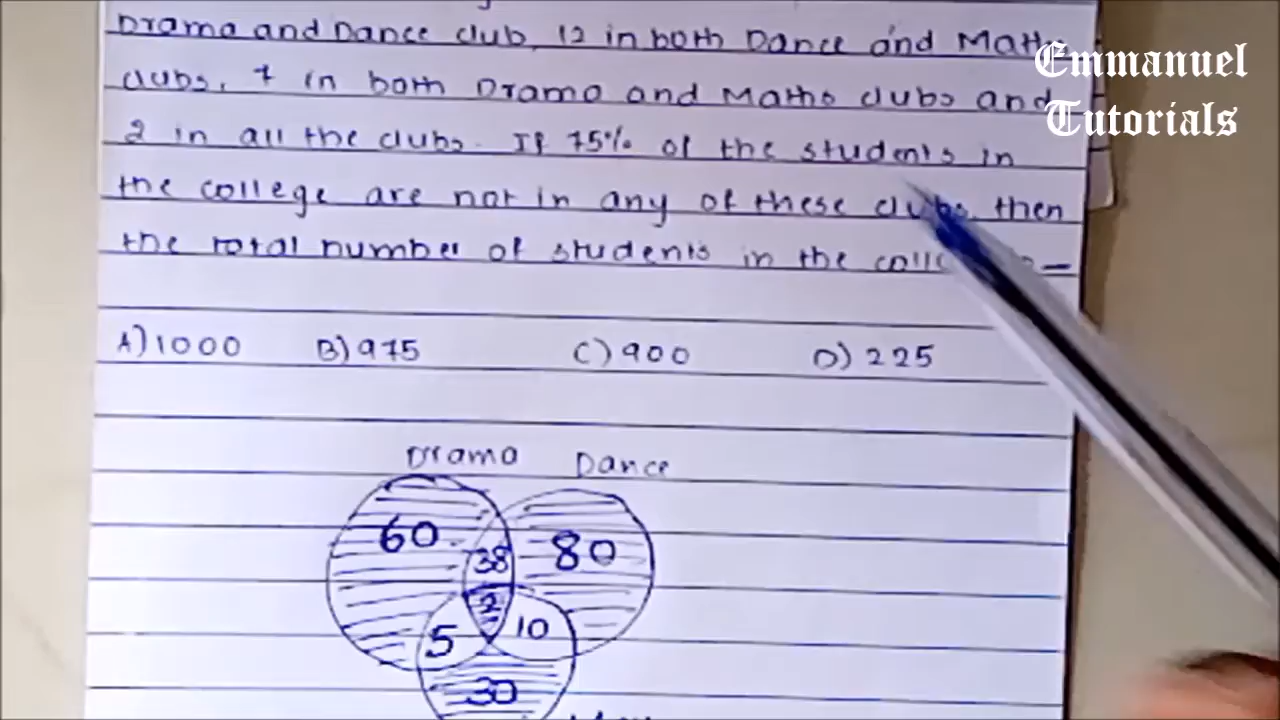 Drama and Dance club, 12 in both Dance and Maths
clubs, 7 in both Drama and Maths clubs and
2 in all the clubs. If 75% of the students in
the college are not in any of these clubs, then
the total number of students in the
A) 1000 B) 975 C) 900 D) 225
Drama Dance
60 38 80
2
5 10
30
Emmanuel
Tutorials